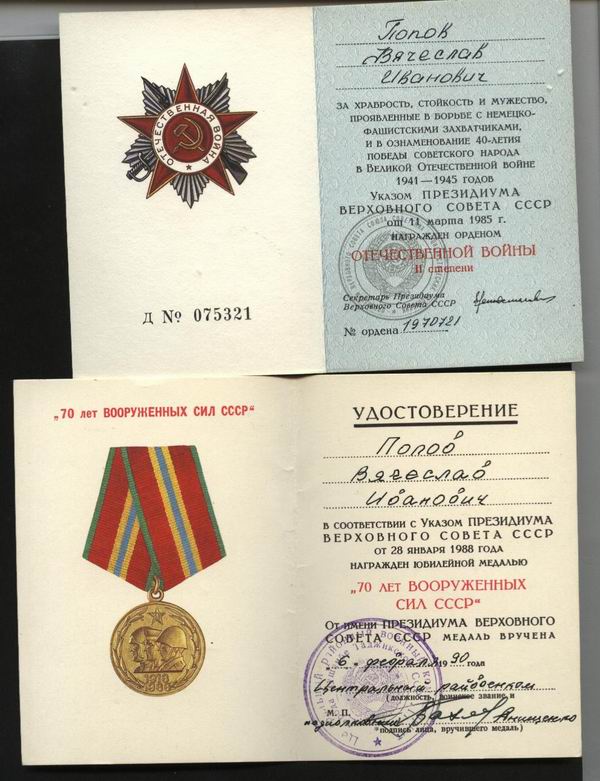 Попов
Вячеслав
Иванович
ЗА ХРАБРОСТЬ, СТОЙКОСТЬ И МУЖЕСТВО,
ПРОЯВЛЕННЫЕ В БОРЬБЕ С НЕМЕЦКО-
ФАШИСТСКИМИ ЗАХВАТЧИКАМИ,
И В ОЗНАМЕНОВАНИЕ 40-ЛЕТИЯ
ПОБЕДЫ СОВЕТСКОГО НАРОДА
В ВЕЛИКОЙ ОТЕЧЕСТВЕННОЙ ВОЙНЕ
1941—1945 ГОДОВ
УКАЗОМ ПРЕЗИДИУМА
ВЕРХОВНОГО СОВЕТА СССР
от 11 марта 1985 г.
НАГРАЖДЕН ОРДЕНОМ
ОТЕЧЕСТВЕННОЙ ВОЙНЫ
II степени
Секретарь Президиума
Верховного Совета СССР
№ ордена 1970721
ОТЕЧЕСТВЕННАЯ ВОЙНА
Д № 075321
„70 лет ВООРУЖЕННЫХ СИЛ СССР“
1918
1988
УДОСТОВЕРЕНИЕ
Попов
Вячеслав
Иванович
В СООТВЕТСТВИИ С УКАЗОМ ПРЕЗИДИУМА
ВЕРХОВНОГО СОВЕТА СССР
ОТ 28 ЯНВАРЯ 1988 ГОДА
НАГРАЖДЕН ЮБИЛЕЙНОЙ МЕДАЛЬЮ
„70 ЛЕТ ВООРУЖЕННЫХ
СИЛ СССР“
ОТ ИМЕНИ ПРЕЗИДИУМА ВЕРХОВНОГО
СОВЕТА СССР МЕДАЛЬ ВРУЧЕНА
"6" февраля 1990 года
Центральный райвоенком
(должность, воинское звание и
М. П. подполковник Анищенко
подпись лица, вручившего медаль)